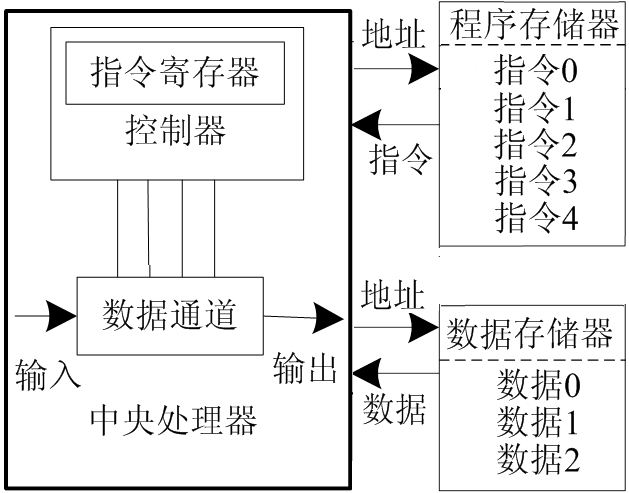 指令寄存器
控制器
地址
指令
程序存储器
指令0
指令1
指令2
指令3
指令4
数据通道
输入
输出
中央处理器
地址
数据
数据存储器
数据0
数据1
数据2